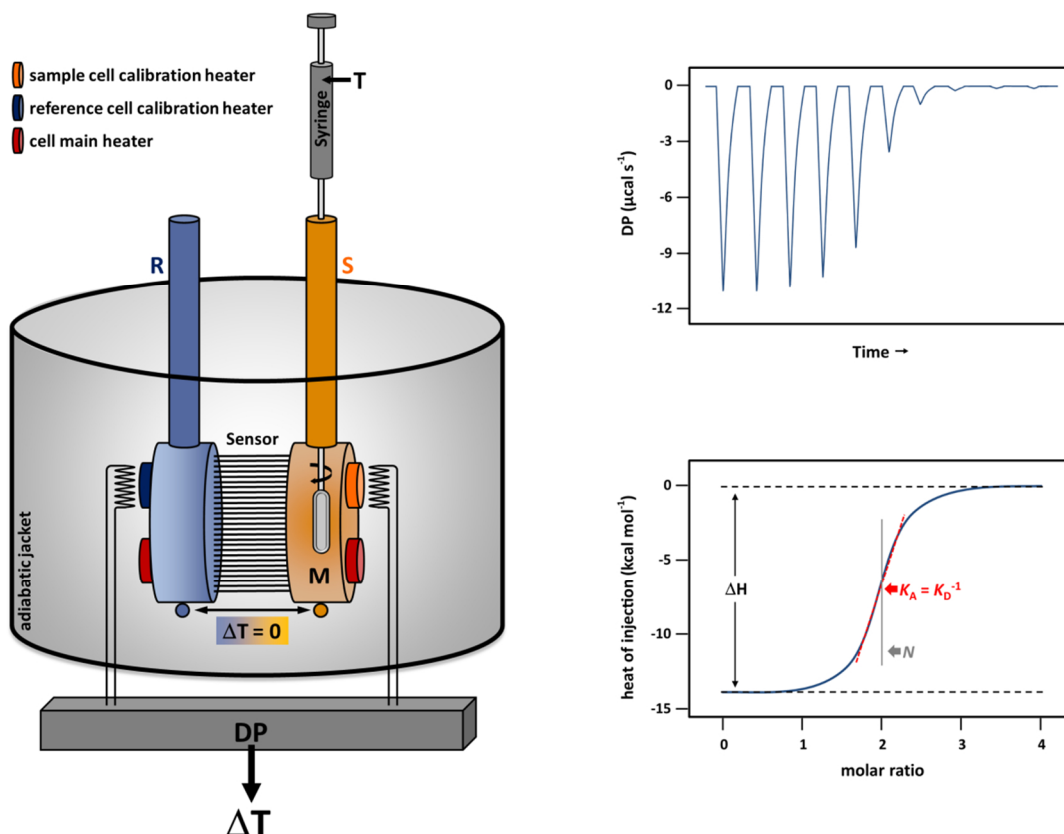 sample cell calibration heater
reference cell calibration heater
cell main heater
T
Syringe
R
S
Sensor
M
ΔT = 0
adiabatic jacket
DP
ΔT
0
-3
-6
-9
-12
DP (μcal s⁻¹)
Time →
0
-5
-10
-15
heat of injection (kcal mol⁻¹)
ΔH
K_A = K_D⁻¹
N
0 1 2 3 4
molar ratio